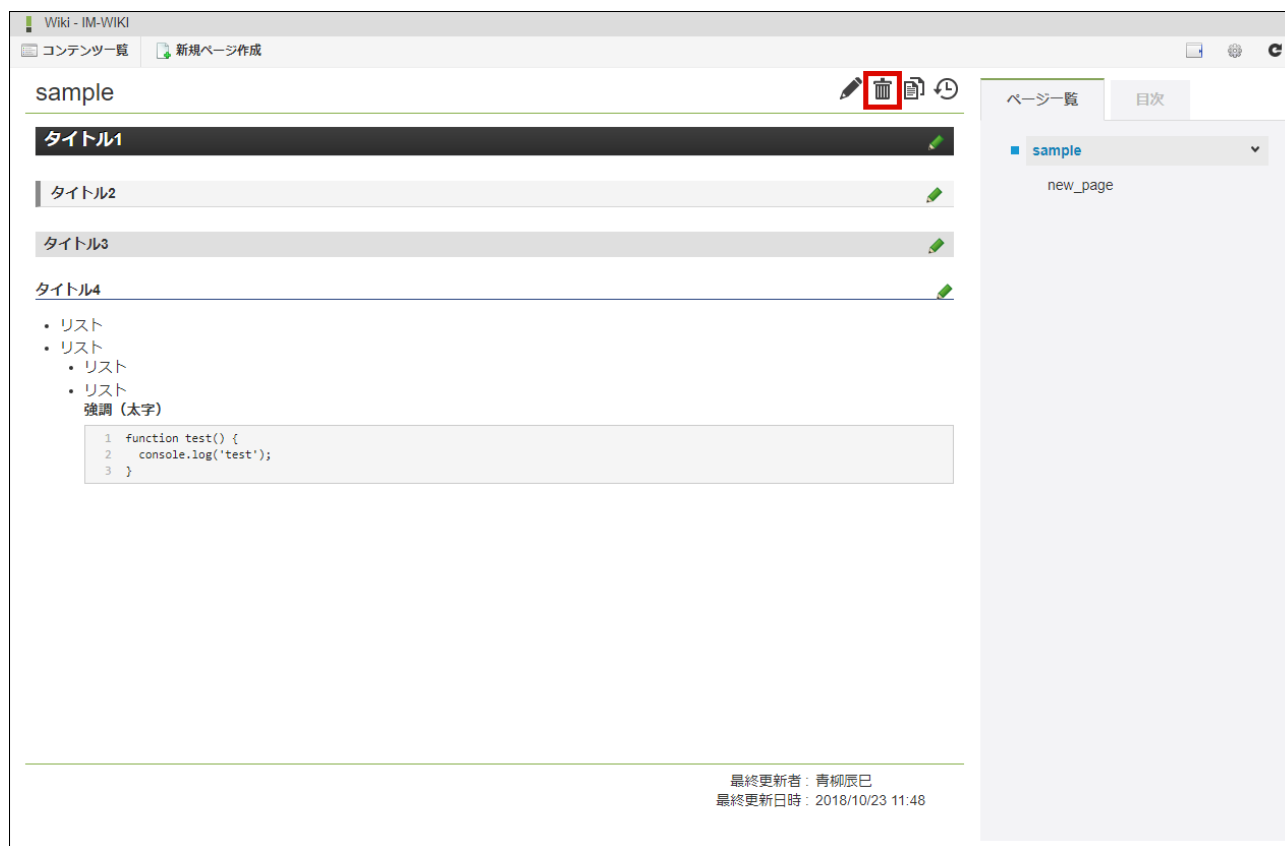 Wiki - IM-WIKI
コンテンツ一覧 新規ページ作成
sample
ページ一覧 目次
タイトル1
sample
new_page
タイトル2
タイトル3
タイトル4
• リスト
• リスト
• リスト
• リスト
強調（太字）
1 function test() {
2 console.log('test');
3 }
最終更新者 : 青柳辰巳
最終更新日時 : 2018/10/23 11:48